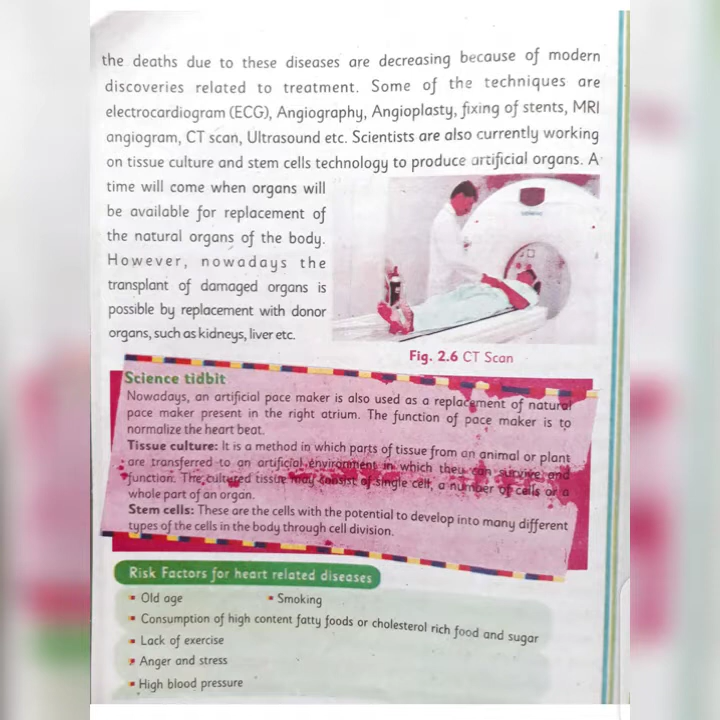 the deaths due to these diseases are decreasing because of modern
discoveries related to treatment. Some of the techniques are
electrocardiogram (ECG), Angiography, Angioplasty, fixing of stents, MRI
angiogram, CT scan, Ultrasound etc. Scientists are also currently working
on tissue culture and stem cells technology to produce artificial organs. A
time will come when organs will
be available for replacement of
the natural organs of the body.
However, nowadays the
transplant of damaged organs is
possible by replacement with donor
organs, such as kidneys, liver etc.
Fig. 2.6 CT Scan
Science tidbit
Nowadays, an artificial pace maker is also used as a replacement of natural
pace maker present in the right atrium. The function of pace maker is to
normalize the heart beat.
Tissue culture: It is a method in which parts of tissue from an animal or plant
are transferred to an artificial environment in which they can survive and
function. The cultured tissue may consist of single cell, a number of cells or a
whole part of an organ.
Stem cells: These are the cells with the potential to develop into many different
types of the cells in the body through cell division.
Risk Factors for heart related diseases
Old age
Smoking
Consumption of high content fatty foods or cholesterol rich food and sugar
Lack of exercise
Anger and stress
High blood pressure